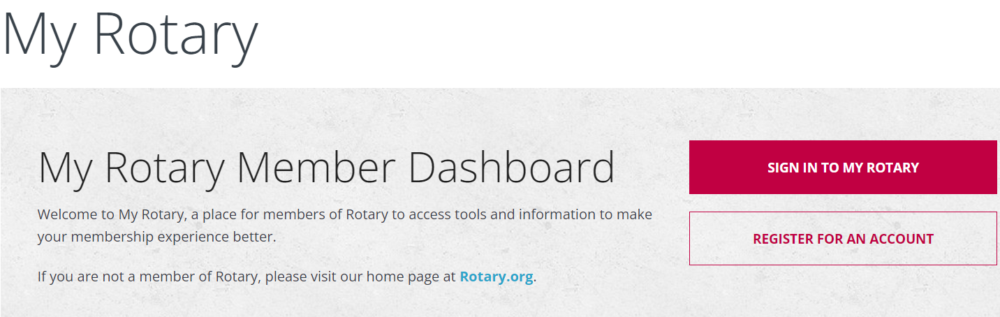 My Rotary
My Rotary Member Dashboard
Welcome to My Rotary, a place for members of Rotary to access tools and information to make
your membership experience better.
If you are not a member of Rotary, please visit our home page at Rotary.org.
SIGN IN TO MY ROTARY
REGISTER FOR AN ACCOUNT